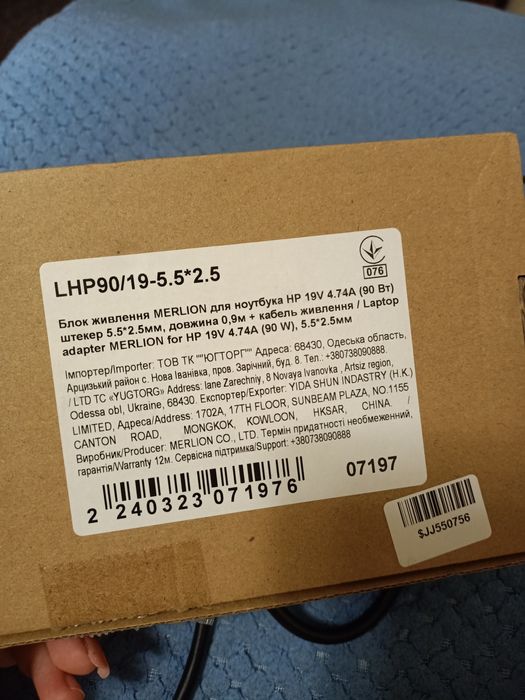 LHP90/19-5.5*2.5
076
Блок живлення MERLION для ноутбука HP 19V 4.74A (90 Вт)
штекер 5.5*2.5мм, довжина 0,9м + кабель живлення / Laptop
adapter MERLION for HP 19V 4.74A (90 W), 5.5*2.5мм
Імпортер/Importer: ТОВ ТК ""ЮГТОРГ"" Адреса: 68430, Одеська область,
Арцизький район с. Нова Іванівка, пров. Зарічний, буд. 8. Тел.: +380738090888.
/ LTD TC «YUGTORG» Address: lane Zarechniy, 8 Novaya Ivanovka , Artsiz region,
Odessa obl, Ukraine, 68430. Експортер/Exporter: YIDA SHUN INDASTRY (H.K.)
LIMITED, Адреса/Address: 1702A, 17TH FLOOR, SUNBEAM PLAZA, NO.1155
CANTON ROAD, MONGKOK, KOWLOON, HKSAR, CHINA /
Виробник/Producer: MERLION CO., LTD. Термін придатності необмежений,
гарантія/Warranty 12м. Сервісна підтримка/Support: +380738090888
07197
2 240323 071976
$JJ550756